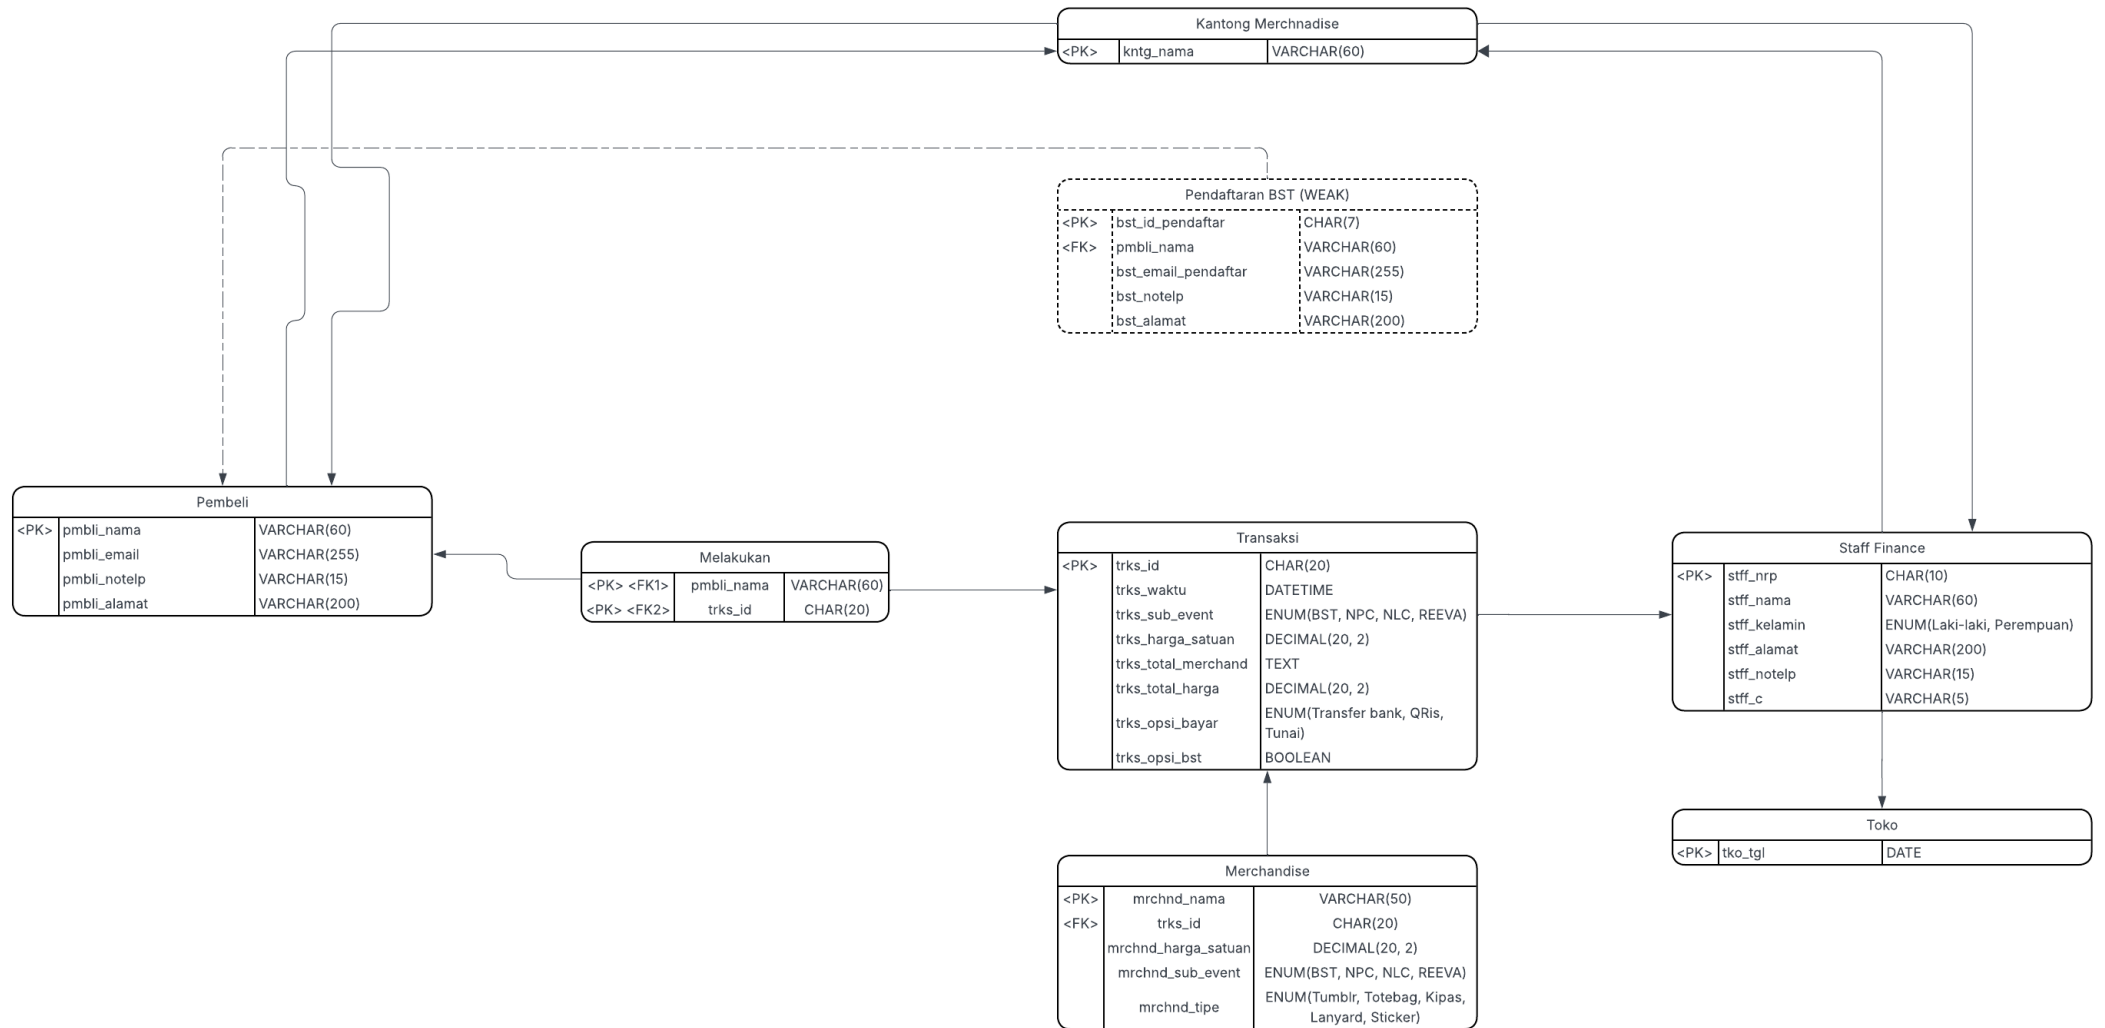 Kantong Merchnadise
<PK> kntg_nama VARCHAR(60)
Pendaftaran BST (WEAK)
<PK> bst_id_pendaftar CHAR(7)
<FK> pmbli_nama VARCHAR(60)
bst_email_pendaftar VARCHAR(255)
bst_notelp VARCHAR(15)
bst_alamat VARCHAR(200)
Pembeli
<PK> pmbli_nama VARCHAR(60)
pmbli_email VARCHAR(255)
pmbli_notelp VARCHAR(15)
pmbli_alamat VARCHAR(200)
Melakukan
<PK> <FK1> pmbli_nama VARCHAR(60)
<PK> <FK2> trks_id CHAR(20)
Transaksi
<PK> trks_id CHAR(20)
trks_waktu DATETIME
trks_sub_event ENUM(BST, NPC, NLC, REEVA)
trks_harga_satuan DECIMAL(20, 2)
trks_total_merchand TEXT
trks_total_harga DECIMAL(20, 2)
trks_opsi_bayar ENUM(Transfer bank, QRis,
Tunai)
trks_opsi_bst BOOLEAN
Staff Finance
<PK> stff_nrp CHAR(10)
stff_nama VARCHAR(60)
stff_kelamin ENUM(Laki-laki, Perempuan)
stff_alamat VARCHAR(200)
stff_notelp VARCHAR(15)
stff_c VARCHAR(5)
Toko
<PK> tko_tgl DATE
Merchandise
<PK> mrchnd_nama VARCHAR(50)
<FK> trks_id CHAR(20)
mrchnd_harga_satuan DECIMAL(20, 2)
mrchnd_sub_event ENUM(BST, NPC, NLC, REEVA)
mrchnd_tipe ENUM(Tumblr, Totebag, Kipas,
Lanyard, Sticker)